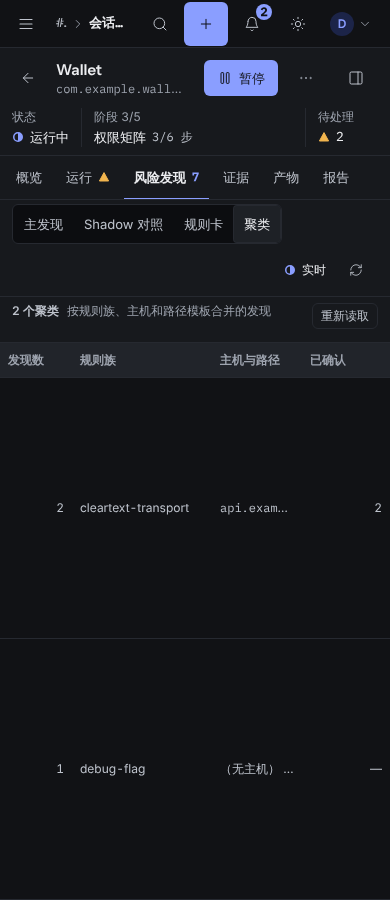 #. 会话…
2
D
Wallet
com.example.wall…
暂停
状态
阶段 3/5
待处理
运行中
权限矩阵 3/6 步
2
概览
运行
风险发现 7
证据
产物
报告
主发现
Shadow 对照
规则卡
聚类
实时
2 个聚类 按规则族、主机和路径模板合并的发现
重新读取
发现数 规则族 主机与路径 已确认
2 cleartext-transport api.exam… 2
1 debug-flag （无主机） … —